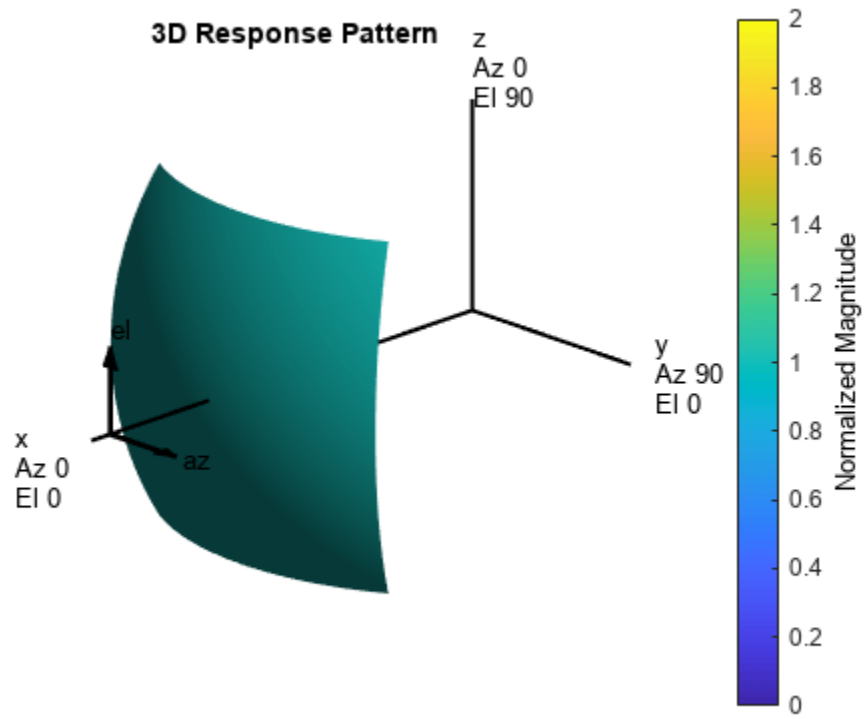 3D Response Pattern
z
Az 0
El 90
el
az
x
Az 0
El 0
y
Az 90
El 0
2
1.8
1.6
1.4
1.2
1
0.8
0.6
0.4
0.2
0
Normalized Magnitude